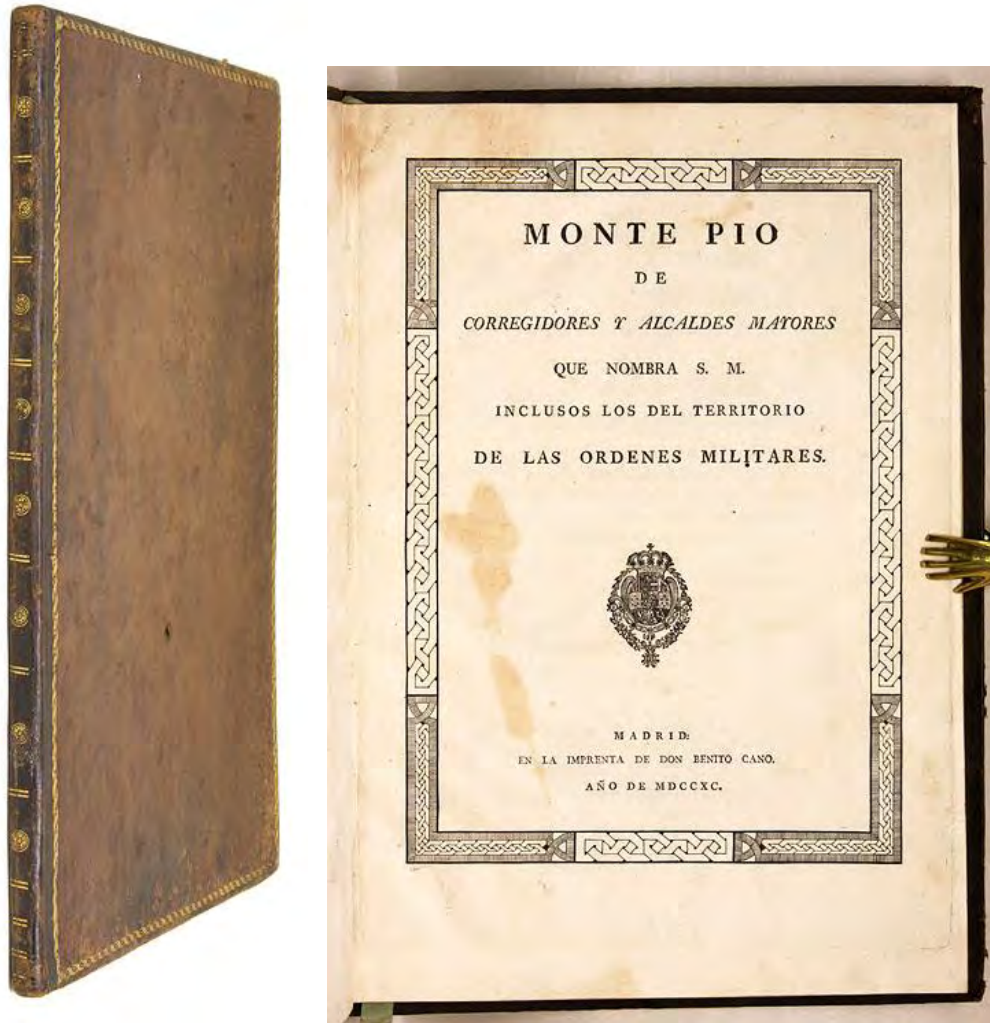 MONTE PIO
DE
CORREGIDORES Y ALCALDES MAYORES
QUE NOMBRA S. M.
INCLUSOS LOS DEL TERRITORIO
DE LAS ORDENES MILITARES.
MADRID:
EN LA IMPRENTA DE DON BENITO CANO.
AÑO DE MDCCXC.